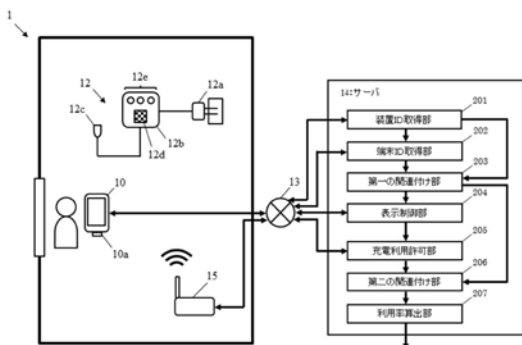 1
12e
12
12a
12c
12b
12d
10
10a
13
15
14:サーバ
装置ID取得部
201
端末ID取得部
202
第一の関連付け部
203
表示制御部
204
充電利用許可部
205
第二の関連付け部
206
利用率算出部
207